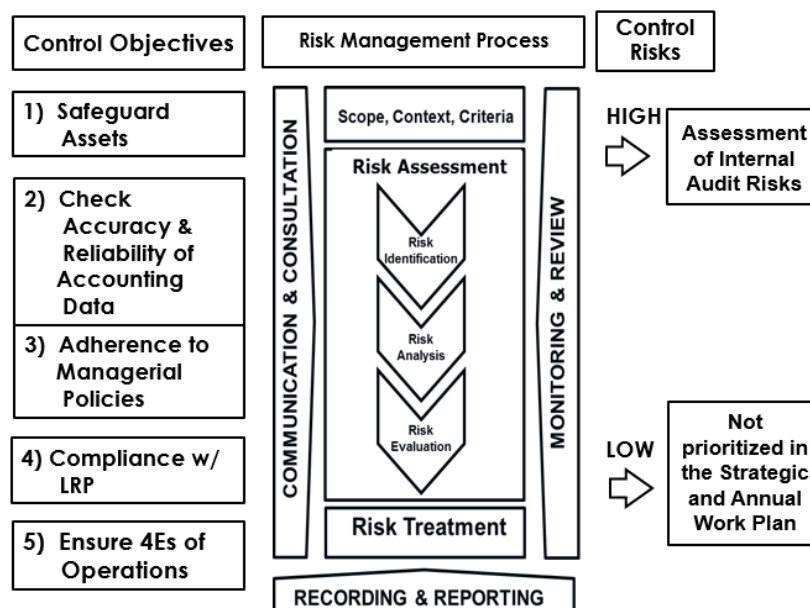 Control Objectives
Risk Management Process
Control
Risks
1) Safeguard
Assets
2) Check
Accuracy &
Reliability of
Accounting
Data
3) Adherence to
Managerial
Policies
4) Compliance w/
LRP
5) Ensure 4Es of
Operations
COMMUNICATION & CONSULTATION
Scope, Context, Criteria
Risk Assessment
Risk
Identification
Risk
Analysis
Risk
Evaluation
Risk Treatment
MONITORING & REVIEW
RECORDING & REPORTING
HIGH
Assessment
of Internal
Audit Risks
LOW
Not
prioritized in
the Strategic
and Annual
Work Plan